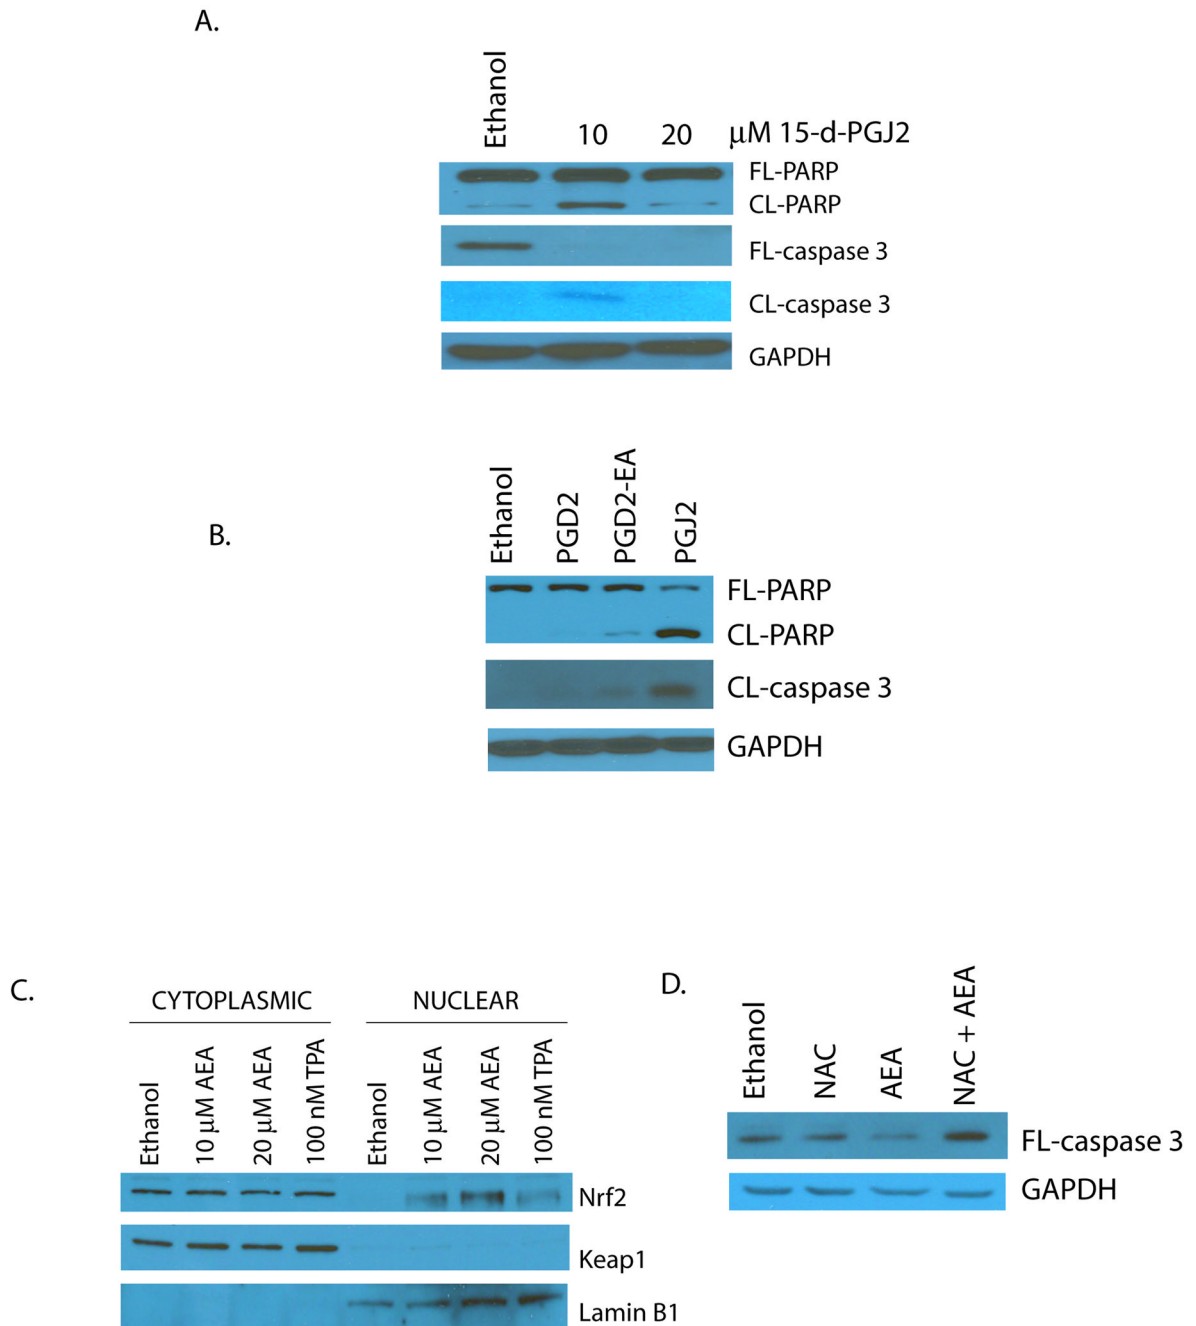 A.
Ethanol
10
20
μM 15-d-PGJ2
FL-PARP
CL-PARP
FL-caspase 3
CL-caspase 3
GAPDH
B.
Ethanol
PGD2
PGD2-EA
PGJ2
FL-PARP
CL-PARP
CL-caspase 3
GAPDH
C.
CYTOPLASMIC
NUCLEAR
Ethanol
10 μM AEA
20 μM AEA
100 nM TPA
Ethanol
10 μM AEA
20 μM AEA
100 nM TPA
Nrf2
Keap1
Lamin B1
D.
Ethanol
NAC
AEA
NAC + AEA
FL-caspase 3
GAPDH